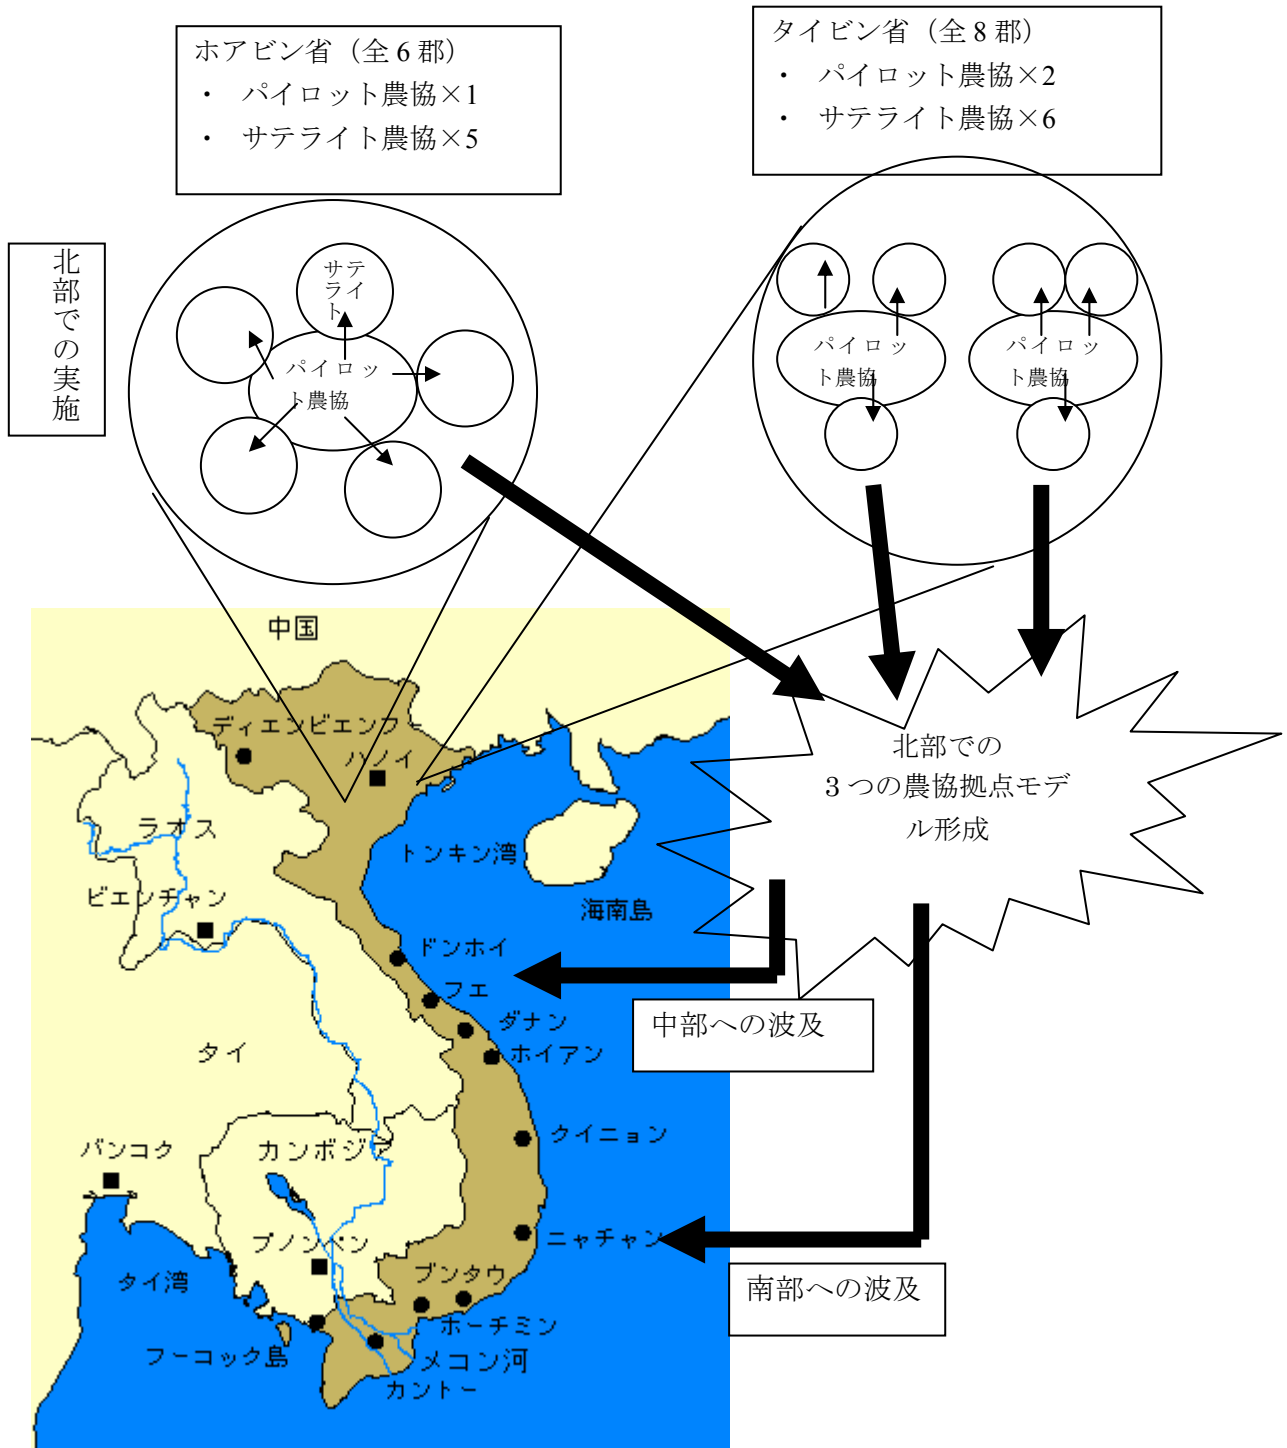 ホアビン省（全６郡）
・ パイロット農協×1
・ サテライト農協×5
タイビン省（全８郡）
・ パイロット農協×2
・ サテライト農協×6
北部での実施
サテ
ライ
ト
パイロッ
ト農協
パイロッ
ト農協
パイロッ
ト農協
中国
ディエンビエンフ
ハノイ
ラオス
ビエンチャン
トンキン湾
海南島
ドンホイ
フエ
ダナン
ホイアン
タイ
クイニョン
バンコク
カンボジア
ニャチャン
プノンペン
タイ湾
ブンタウ
ホーチミン
フーコック島
メコン河
カントー
北部での
３つの農協拠点モデ
ル形成
中部への波及
南部への波及